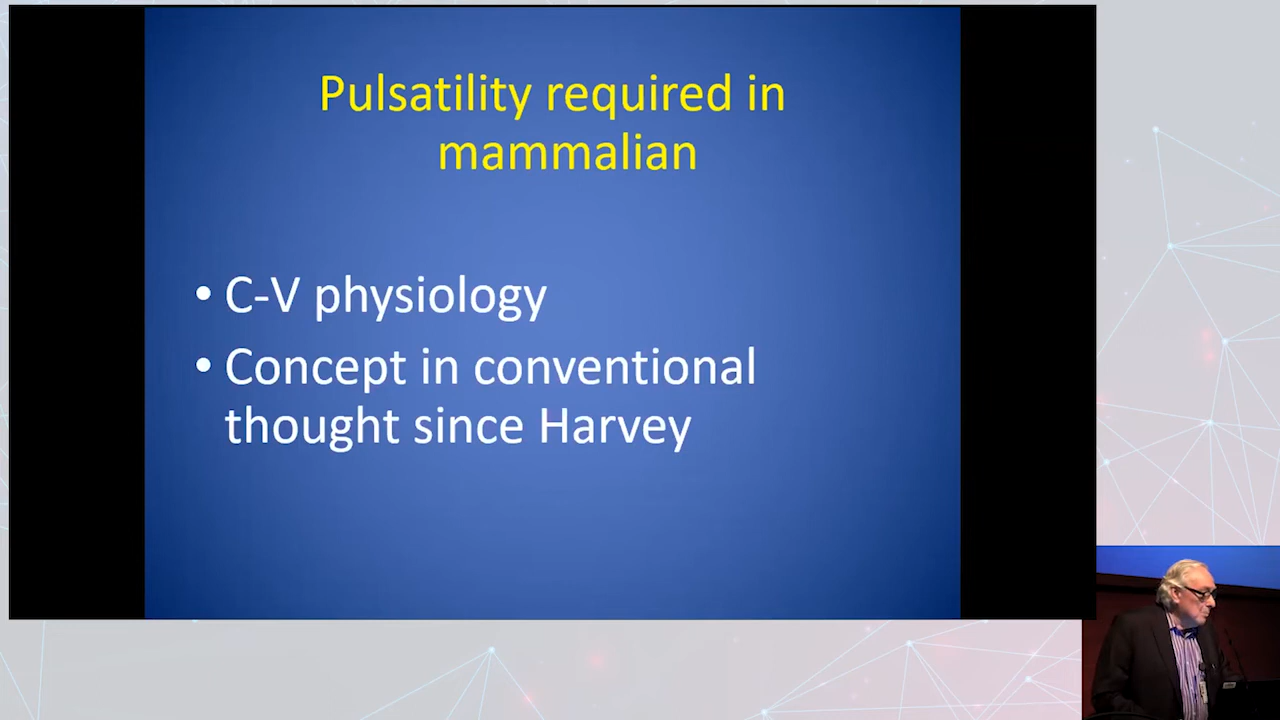 Pulsatility required in
mammalian
• C-V physiology
• Concept in conventional
thought since Harvey